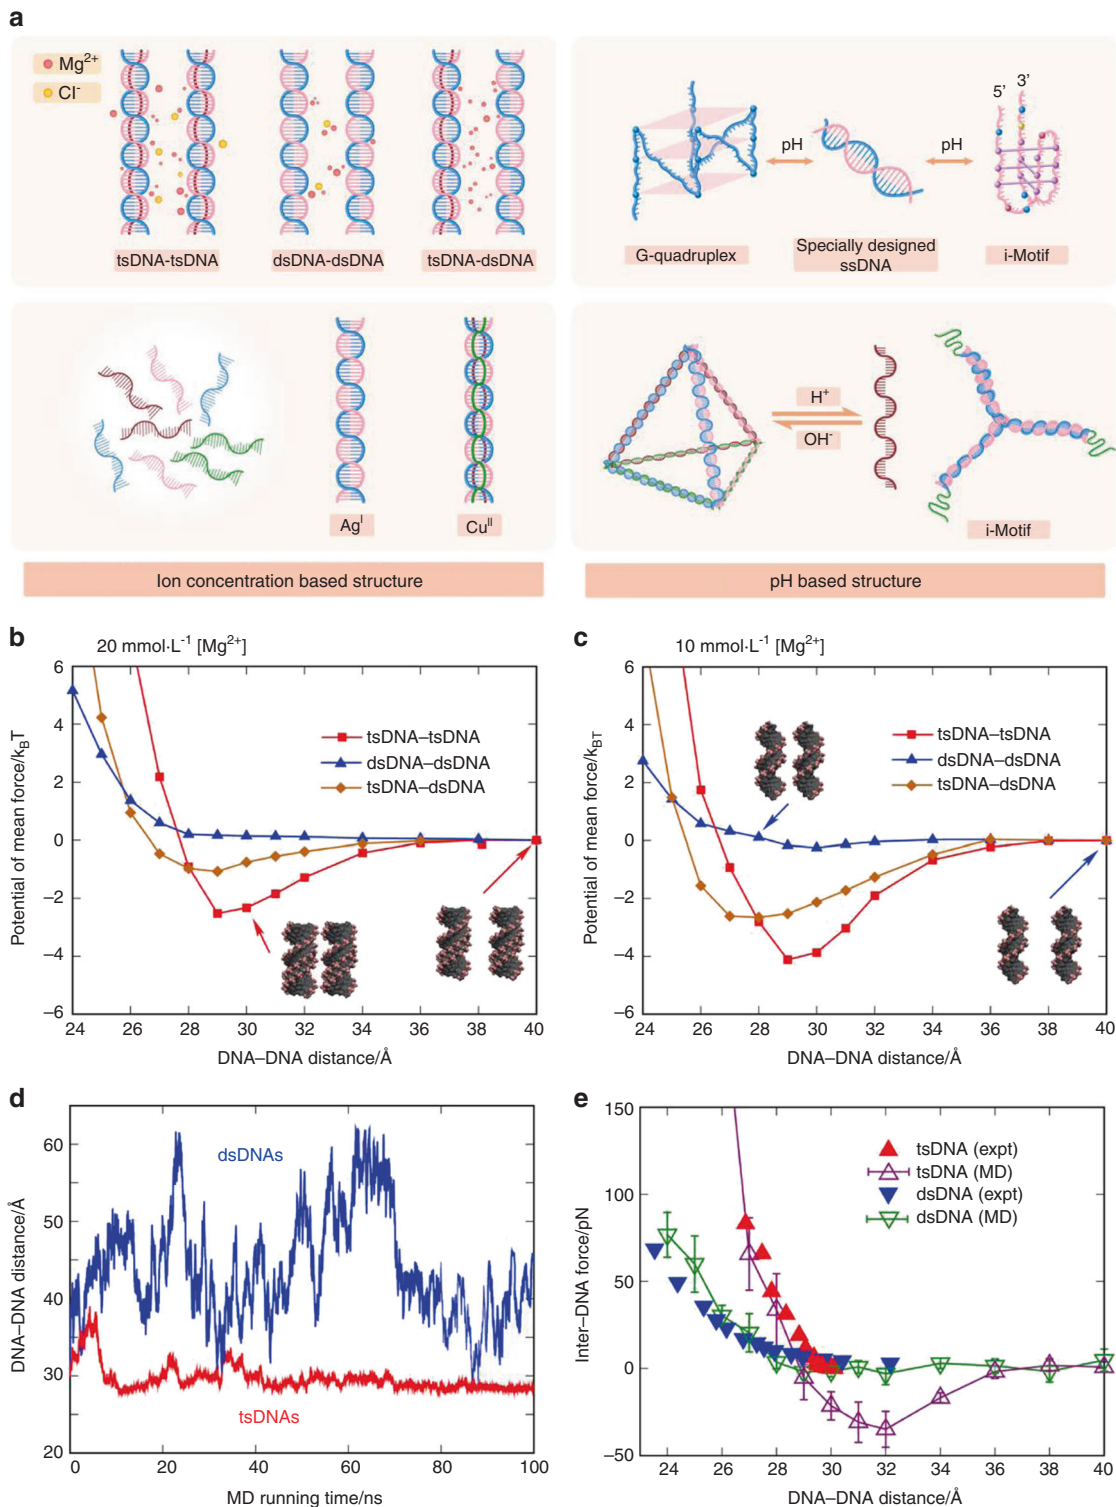 a
Mg²⁺
Cl⁻
tsDNA-tsDNA
dsDNA-dsDNA
tsDNA-dsDNA
pH
pH
5’
3’
G-quadruplex
Specially designed
ssDNA
i-Motif
Agᴵ
Cuᴵᴵ
H⁺
OH⁻
i-Motif
Ion concentration based structure
pH based structure
b
20 mmol·L⁻¹ [Mg²⁺]
6
4
2
0
–2
–4
–6
Potential of mean force/k_BT
tsDNA–tsDNA
dsDNA–dsDNA
tsDNA–dsDNA
24 26 28 30 32 34 36 38 40
DNA–DNA distance/Å
c
10 mmol·L⁻¹ [Mg²⁺]
6
4
2
0
–2
–4
–6
Potential of mean force/k_BT
tsDNA–tsDNA
dsDNA–dsDNA
tsDNA–dsDNA
24 26 28 30 32 34 36 38 40
DNA–DNA distance/Å
d
60
50
40
30
20
DNA–DNA distance/Å
dsDNAs
tsDNAs
0 20 40 60 80 100
MD running time/ns
e
150
100
50
0
–50
Inter–DNA force/pN
tsDNA (expt)
tsDNA (MD)
dsDNA (expt)
dsDNA (MD)
24 26 28 30 32 34 36 38 40
DNA–DNA distance/Å